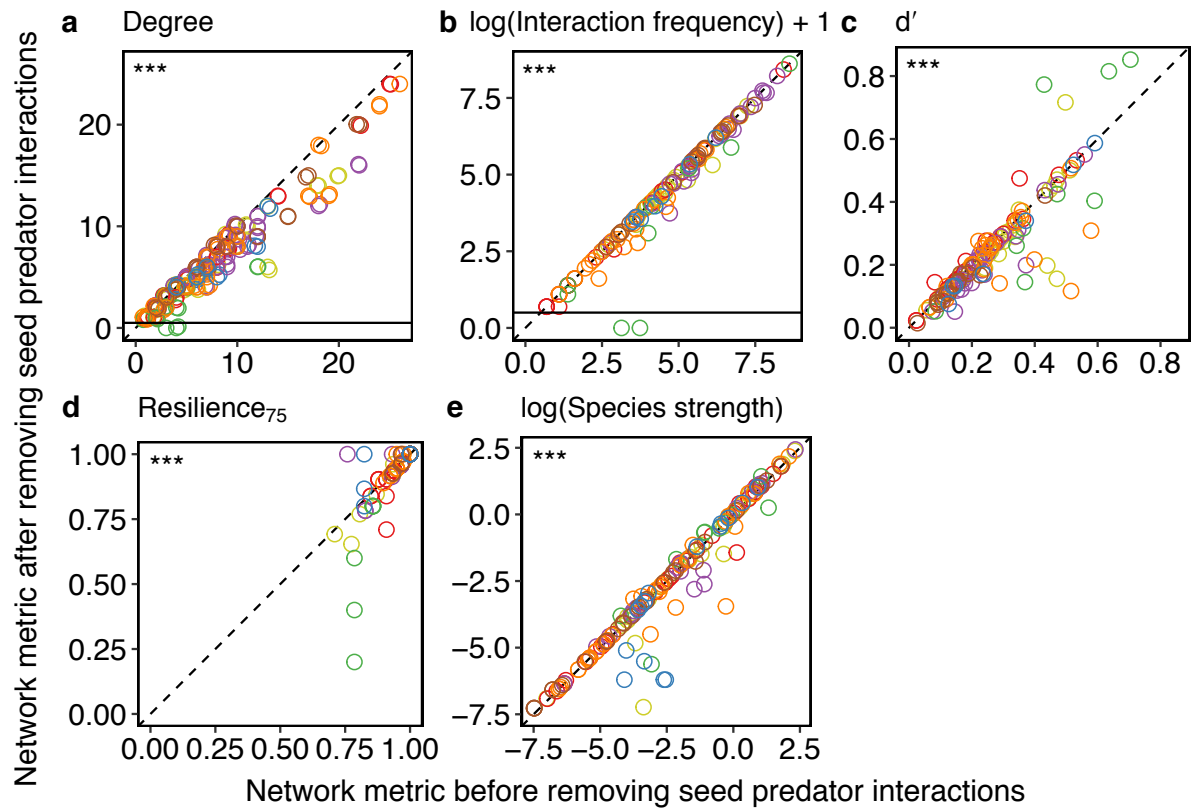 Network metric after removing seed predator interactions
a Degree
***
20
10
0
0 10 20
b log(Interaction frequency) + 1
***
7.5
5.0
2.5
0.0
0.0 2.5 5.0 7.5
c d′
***
0.8
0.6
0.4
0.2
0.0
0.0 0.2 0.4 0.6 0.8
d Resilience75
***
1.00
0.75
0.50
0.25
0.00
0.00 0.25 0.50 0.75 1.00
e log(Species strength)
***
2.5
0.0
−2.5
−5.0
−7.5
−7.5 −5.0 −2.5 0.0 2.5
Network metric before removing seed predator interactions